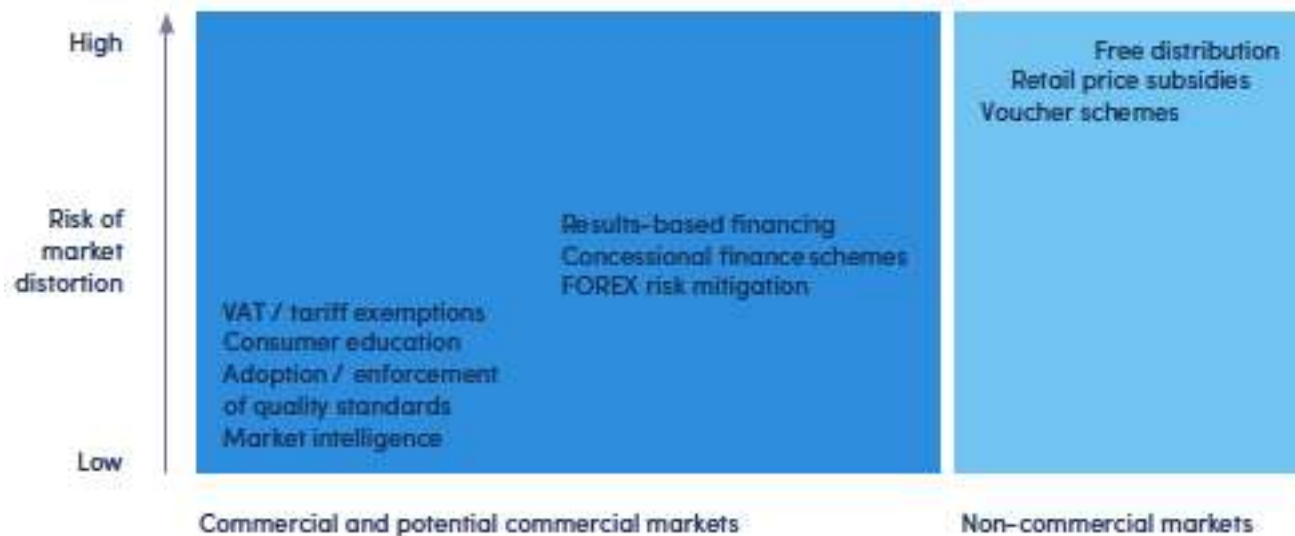 High
Risk of
market
distortion
Low
VAT / tariff exemptions
Consumer education
Adoption / enforcement
of quality standards
Market intelligence
Results-based financing
Concessional finance schemes
FOREX risk mitigation
Free distribution
Retail price subsidies
Voucher schemes
Commercial and potential commercial markets
Non-commercial markets